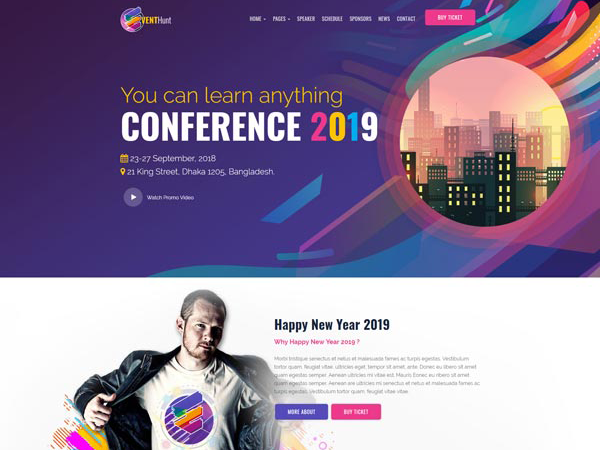 VENTHunt
HOME PAGES SPEAKER SCHEDULE SPONSORS NEWS CONTACT BUY TICKET
You can learn anything
CONFERENCE 2019
23-27 September, 2018
21 King Street, Dhaka 1205, Bangladesh.
Watch Promo Video
Happy New Year 2019
Why Happy New Year 2019 ?
Morbi tristique senectus et netus et malesuada fames ac turpis egestas. Vestibulum
tortor quam, feugiat vitae, ultricies eget, tempor sit amet, ante. Donec eu libero sit amet
quam egestas semper. Aenean ultricies mi vitae est. Mauris Donec eu libero sit amet
quam egestas semper. Aenean are ultricies mi senectus et netus et malesuada fames ac
turpis egestas. Vestibulum tortor quam, feugiat vitae vitae.
MORE ABOUT BUY TICKET